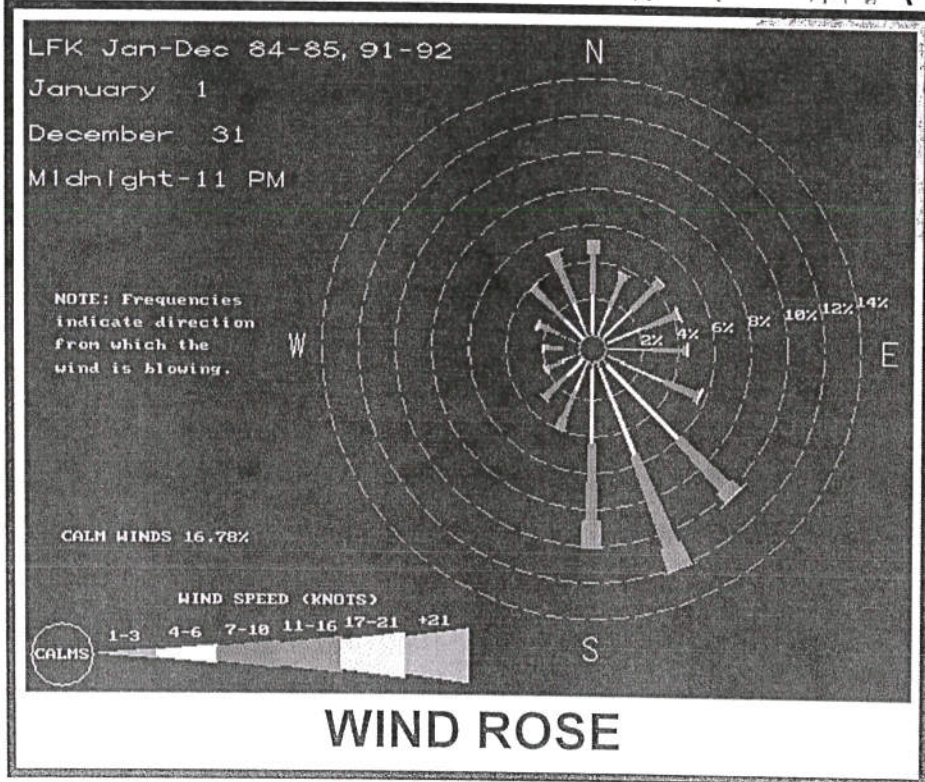 LFK Jan-Dec 84-85, 91-92
January 1
December 31
Midnight-11 PM
N
NOTE: Frequencies
indicate direction
from which the
wind is blowing.
W
2% 4% 6% 8% 10% 12% 14%
E
CALM WINDS 16.78%
WIND SPEED (KNOTS)
1-3 4-6 7-10 11-16 17-21 +21
CALMS
S
WIND ROSE